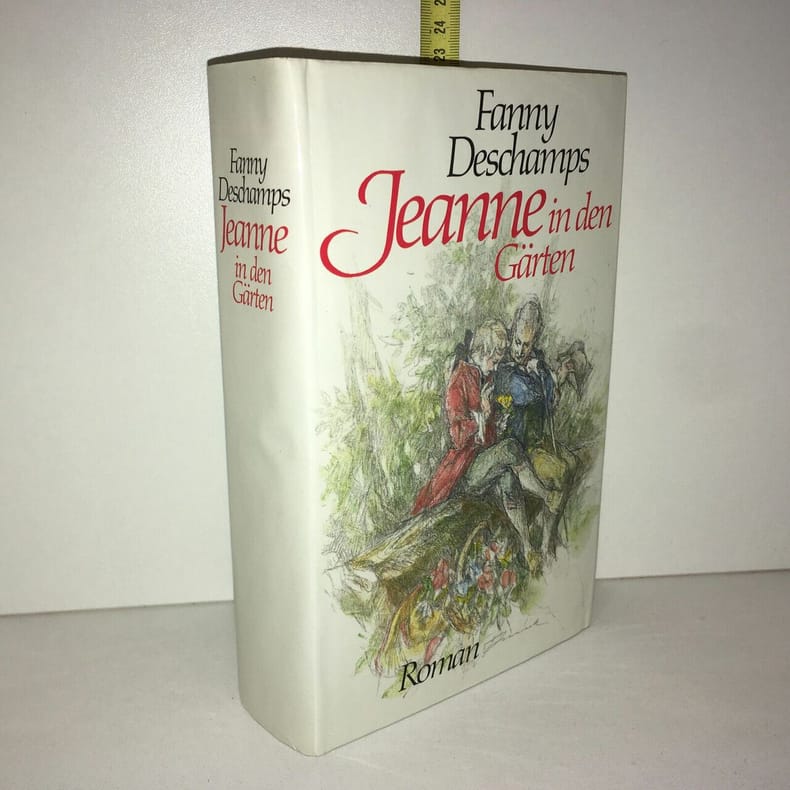 Fanny
Deschamps
Jeanne
in den
Gärten
Fanny
Deschamps
Jeanne in den
Gärten
Roman
23 24